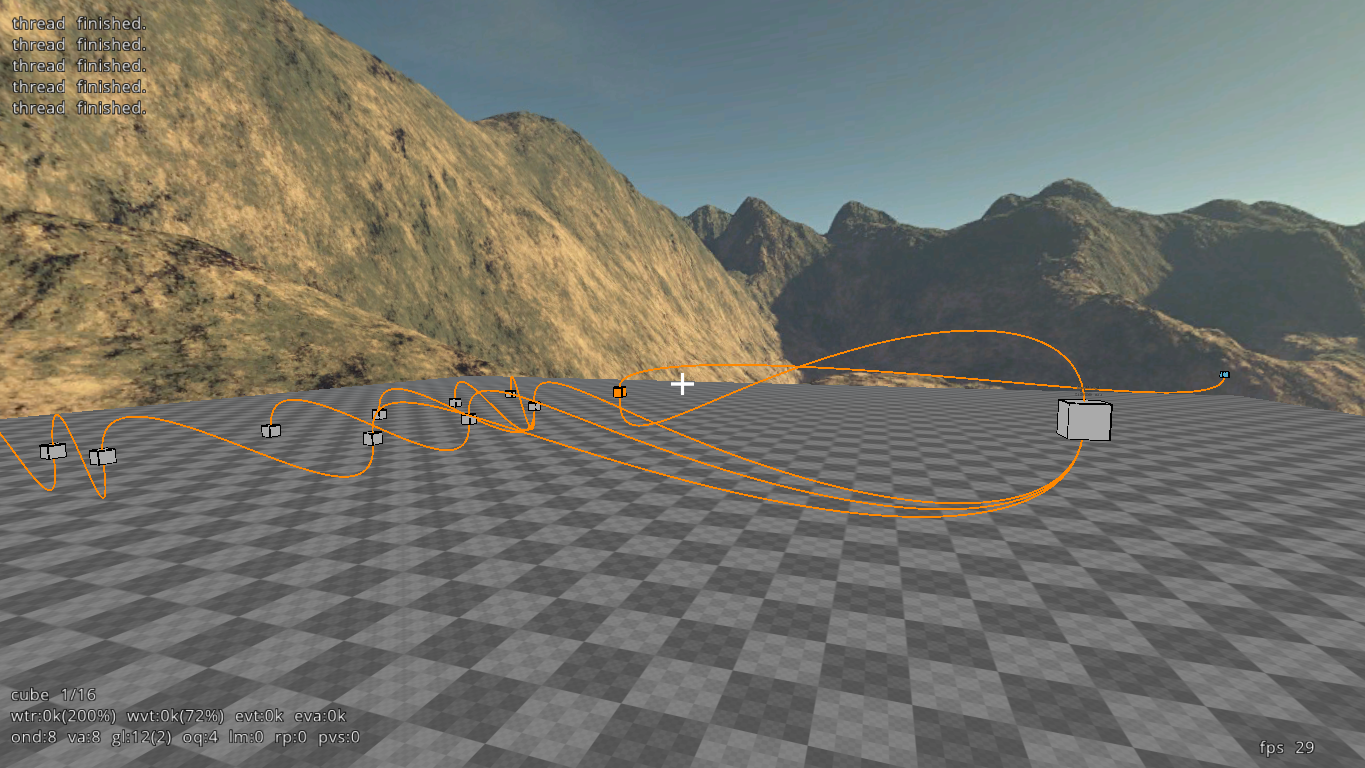 thread finished.
thread finished.
thread finished.
thread finished.
thread finished.
cube 1/16
wtr:0k(200%) wvt:0k(72%) evt:0k eva:0k
ond:8 va:8 gl:12(2) oq:4 lm:0 rp:0 pvs:0
fps 29